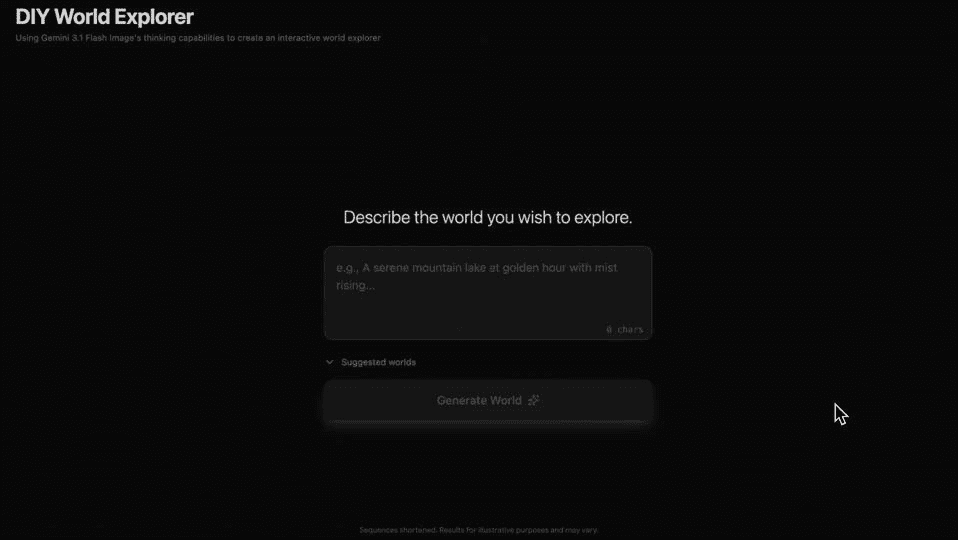 DIY World Explorer
Using Gemini 3.1 Flash Image's thinking capabilities to create an interactive world explorer
Describe the world you wish to explore.
e.g., A serene mountain lake at golden hour with mist
rising...
0 chars
Suggested worlds
Generate World
Sequences shortened. Results for illustrative purposes and may vary.